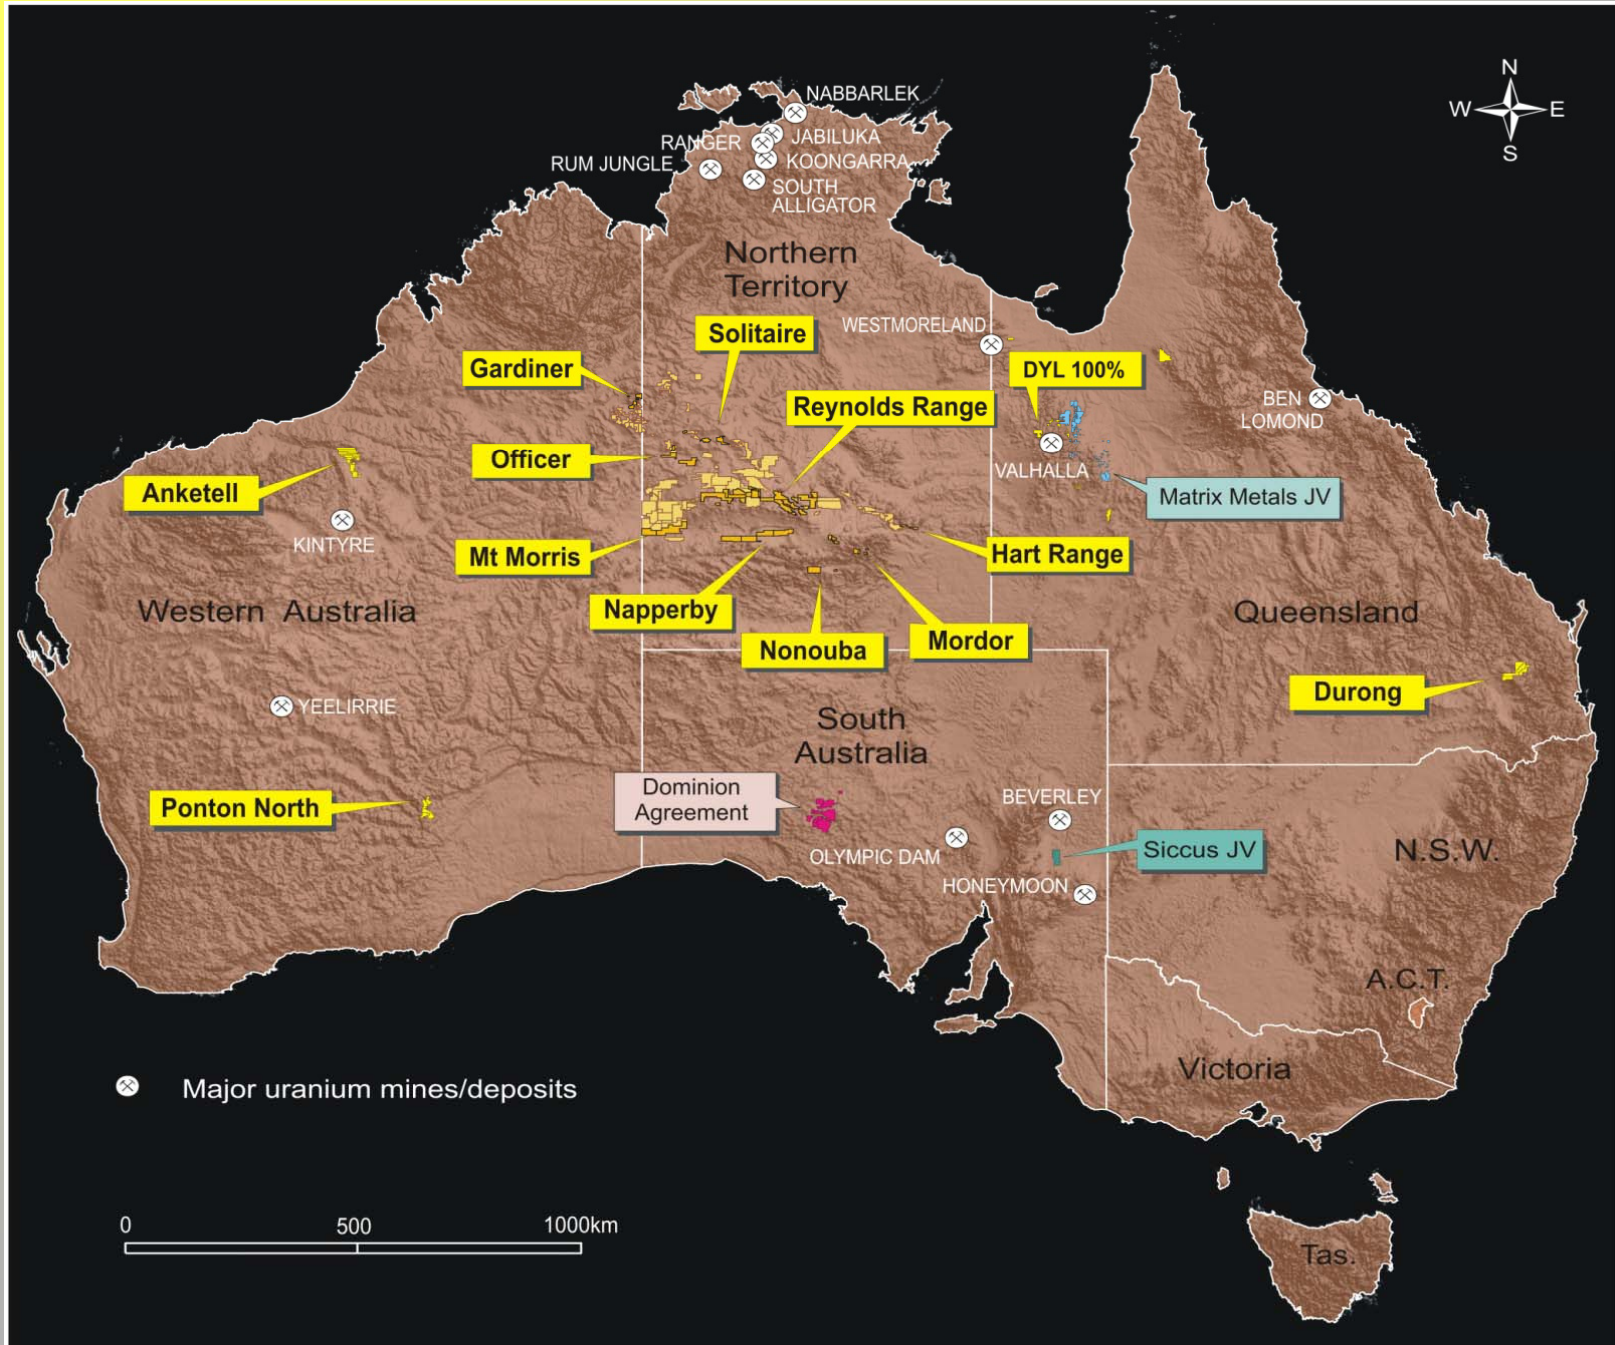 N
W E
S
NABBARLEK
JABILUKA
RANGER
KOONGARRA
RUM JUNGLE
SOUTH
ALLIGATOR
Northern
Territory
WESTMORELAND
Solitaire
Gardiner
DYL 100%
Reynolds Range
BEN
LOMOND
Officer
VALHALLA
Anketell
Matrix Metals JV
KINTYRE
Mt Morris
Hart Range
Napperby
Western Australia
Queensland
Nonouba
Mordor
Durong
YEELIRRIE
South
Australia
Dominion
Agreement
BEVERLEY
Ponton North
OLYMPIC DAM
Siccus JV
N.S.W.
HONEYMOON
A.C.T.
Victoria
Major uranium mines/deposits
0 500 1000km
Tas.